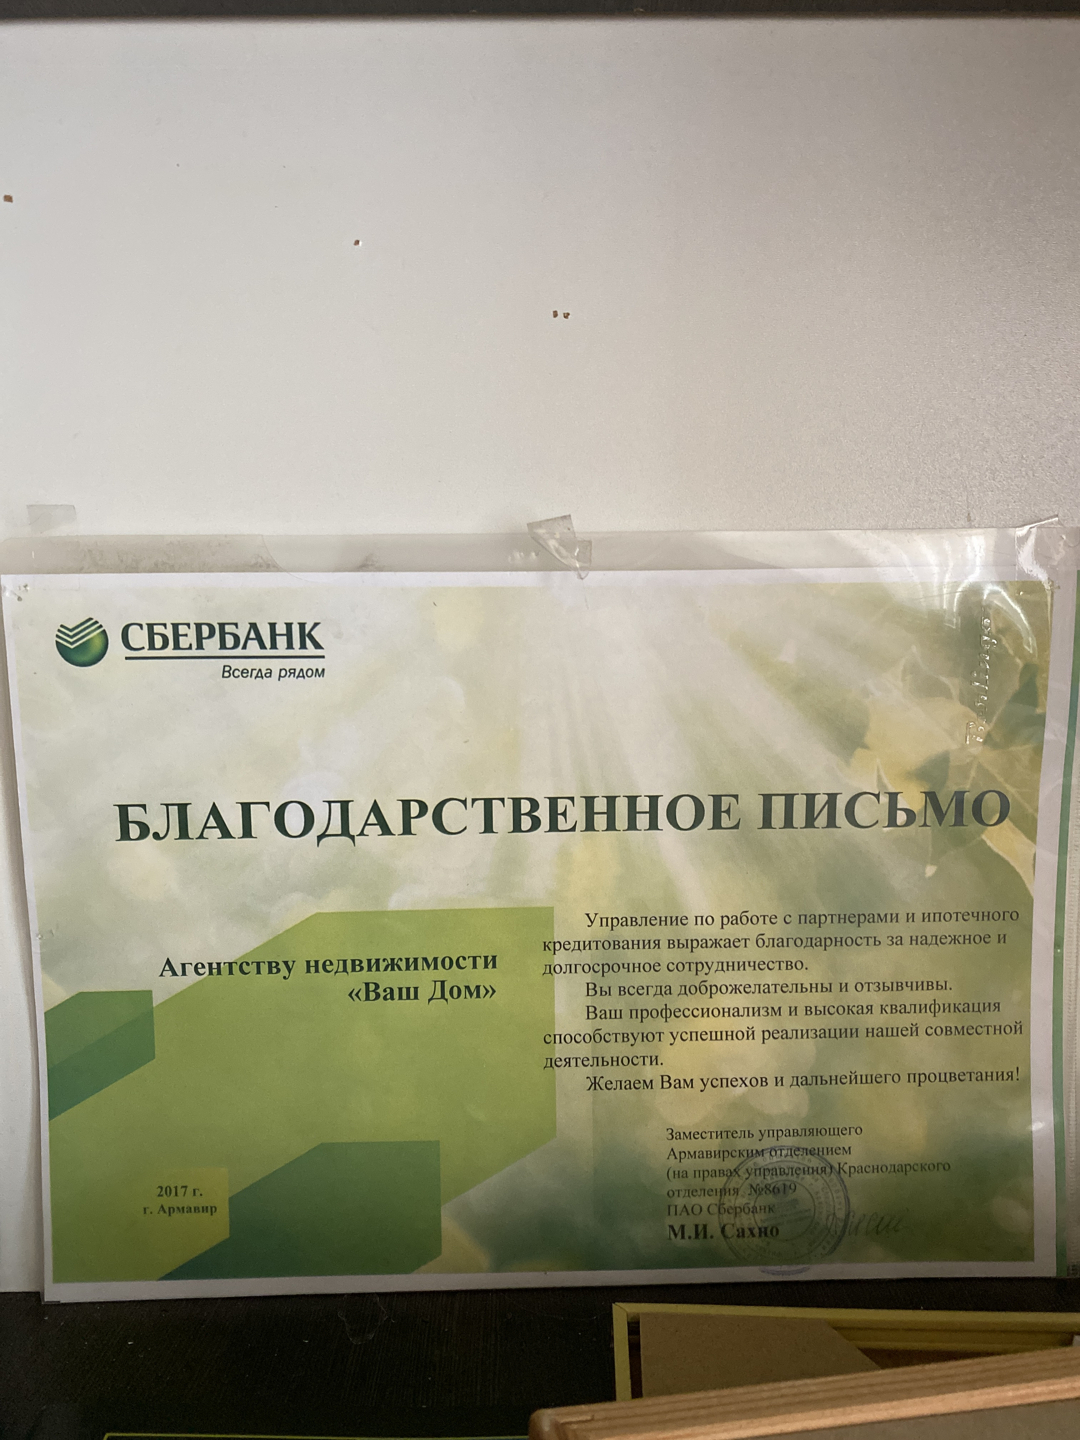 СБЕРБАНК
Всегда рядом
БЛАГОДАРСТВЕННОЕ ПИСЬМО
Агентству недвижимости
«Ваш Дом»
Управление по работе с партнерами и ипотечного
кредитования выражает благодарность за надежное и
долгосрочное сотрудничество.
Вы всегда доброжелательны и отзывчивы.
Ваш профессионализм и высокая квалификация
способствуют успешной реализации нашей совместной
деятельности.
Желаем Вам успехов и дальнейшего процветания!
Заместитель управляющего
Армавирским отделением
(на правах управления) Краснодарского
отделения №8619
ПАО Сбербанк
М.И. Сахно
2017 г.
г. Армавир